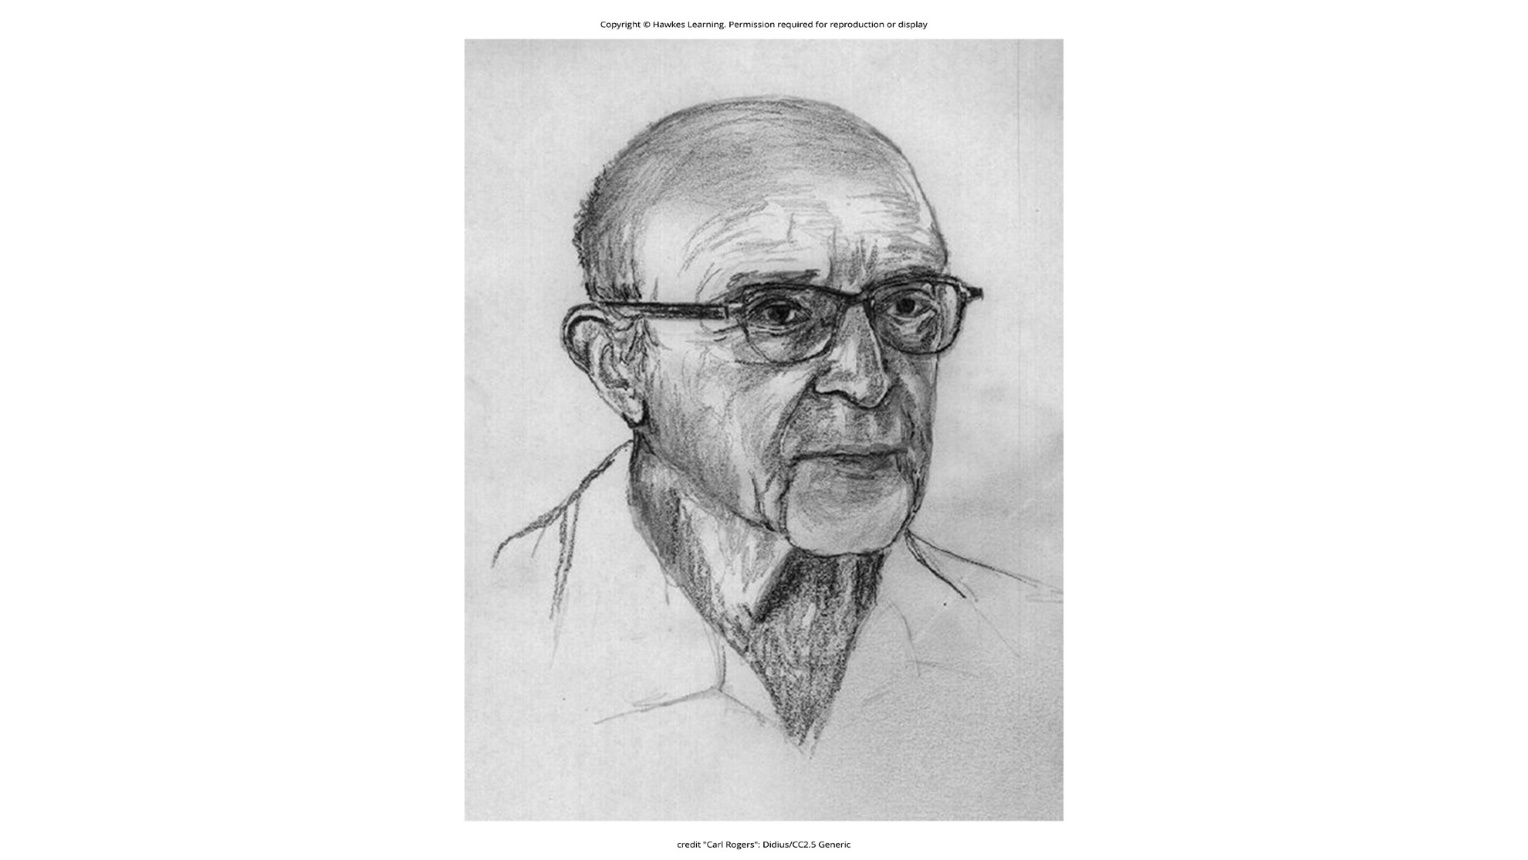 Copyright © Hawkes Learning. Permission required for reproduction or display
credit "Carl Rogers": Didius/CC2.5 Generic